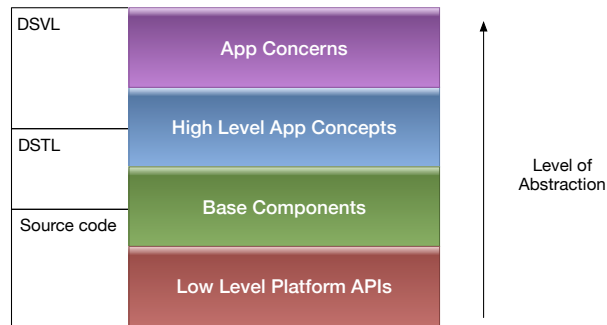 DSVL
App Concerns
High Level App Concepts
DSTL
Level of
Abstraction
Base Components
Source code
Low Level Platform APIs